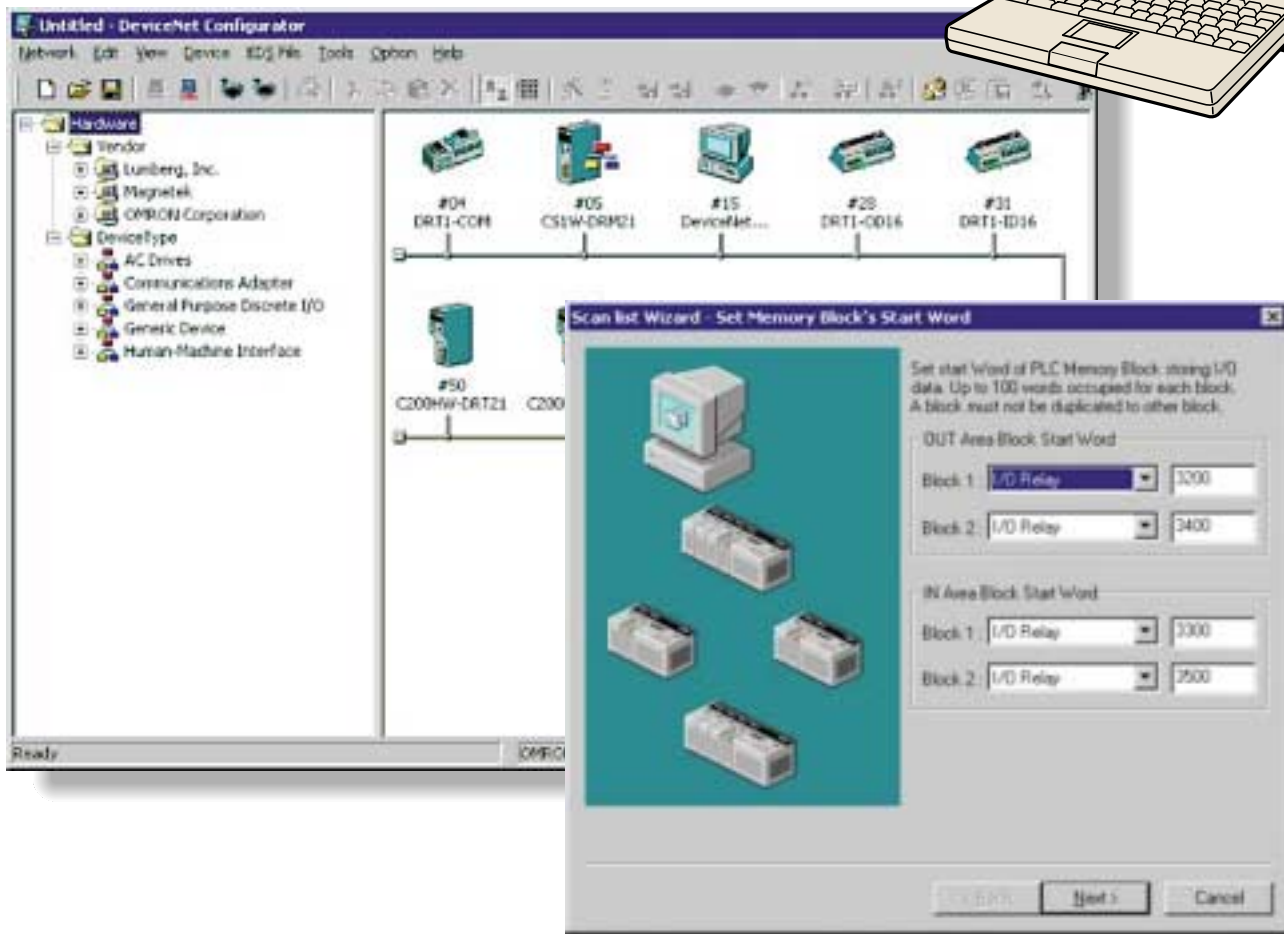 Untitled - DeviceNet Configurator
Network Edit View Device EDS File Tools Option Help
Hardware
Vendor
Lumberg, Inc.
Magnetek
OMRON Corporation
DeviceType
AC Drives
Communications Adapter
General Purpose Discrete I/O
Generic Device
Human-Machine Interface
#04
DRT1-COM
#05
CS1W-DRM21
#15
DeviceNet...
#28
DRT1-OD16
#31
DRT1-ID16
#50
C200HW-DRT21
C200
Ready
OMRO
Scan list Wizard - Set Memory Block's Start Word
Set start Word of PLC Memory Block storing I/O
data. Up to 100 words occupied for each block.
A block must not be duplicated to other block.
OUT Area Block Start Word
Block 1 : I/O Relay 3200
Block 2 : I/O Relay 3400
IN Area Block Start Word
Block 1 : I/O Relay 3300
Block 2 : I/O Relay 3500
< Back Next > Cancel